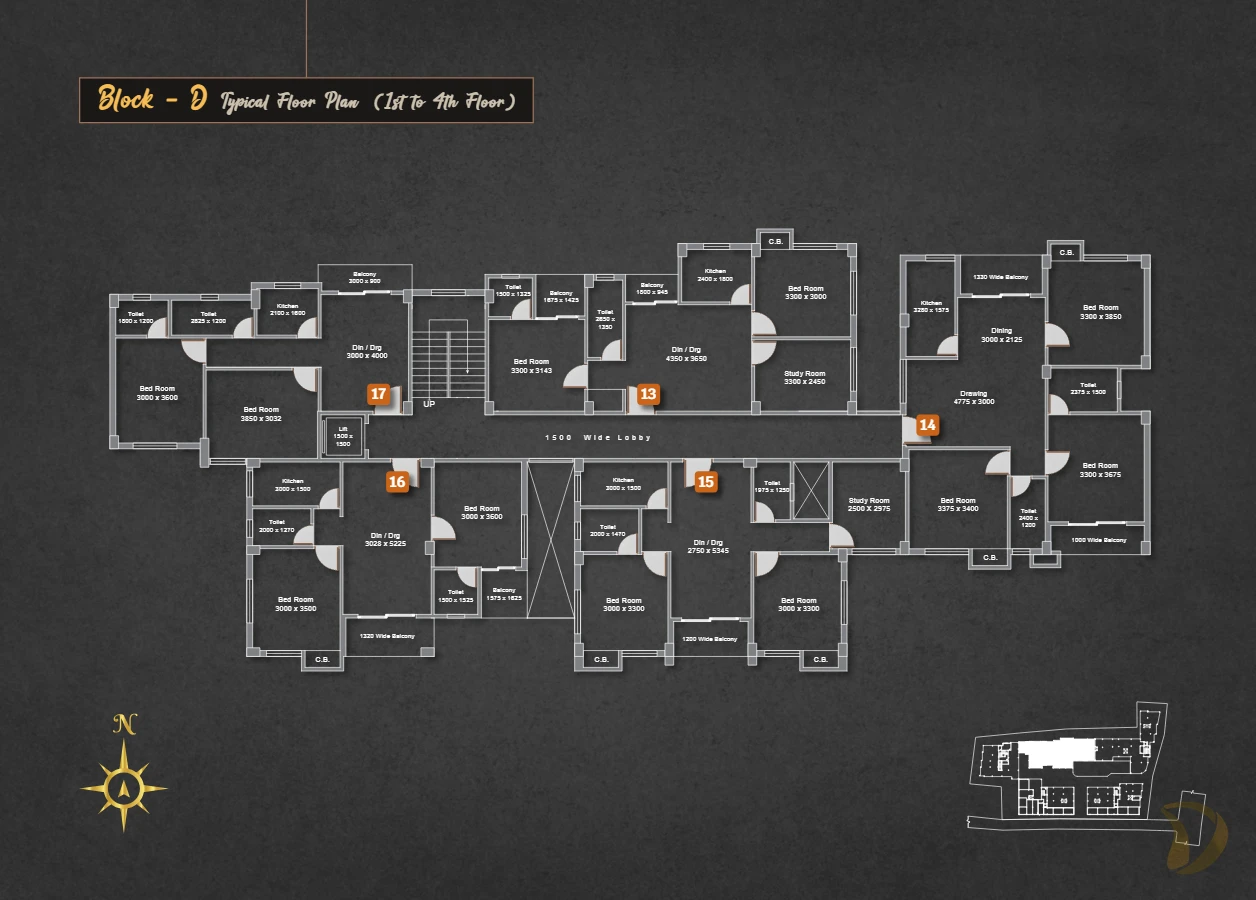 Block - D Typical Floor Plan (1st to 4th Floor)
C.B.
C.B.
Balcony
3000 x 900
Toilet
1600 x 1200
Toilet
2625 x 1200
Kitchen
2100 x 1600
Din / Drg
3000 x 4000
Bed Room
3000 x 3600
Bed Room
3850 x 3032
17
UP
Lift
1500 x
1500
Toilet
1500 x 1325
Balcony
1675 x 1425
Toilet
1350
Balcony
1800 x 945
Kitchen
2400 x 1800
Bed Room
3300 x 3000
Bed Room
3300 x 3143
Din / Drg
4350 x 3650
Study Room
3300 x 2450
13
Kitchen
3280 x 1575
1330 Wide Balcony
Bed Room
3300 x 3850
Dining
3000 x 2125
Drawing
4775 x 3000
Toilet
2375 x 1500
14
Bed Room
3300 x 3675
Bed Room
3375 x 3400
Toilet
2400 x
1200
1000 Wide Balcony
C.B.
1500 Wide Lobby
16
Kitchen
3000 x 1500
Toilet
2000 x 1270
Din / Drg
3028 x 5225
Bed Room
3000 x 3600
Bed Room
3000 x 3500
Toilet
1500 x 1525
Balcony
1575 x 1625
1320 Wide Balcony
C.B.
15
Kitchen
3000 x 1500
Toilet
2000 x 1470
Din / Drg
2750 x 5345
Toilet
1975 x 1250
Study Room
2500 X 2975
Bed Room
3000 x 3300
Bed Room
3000 x 3300
1200 Wide Balcony
C.B.
C.B.
N
D